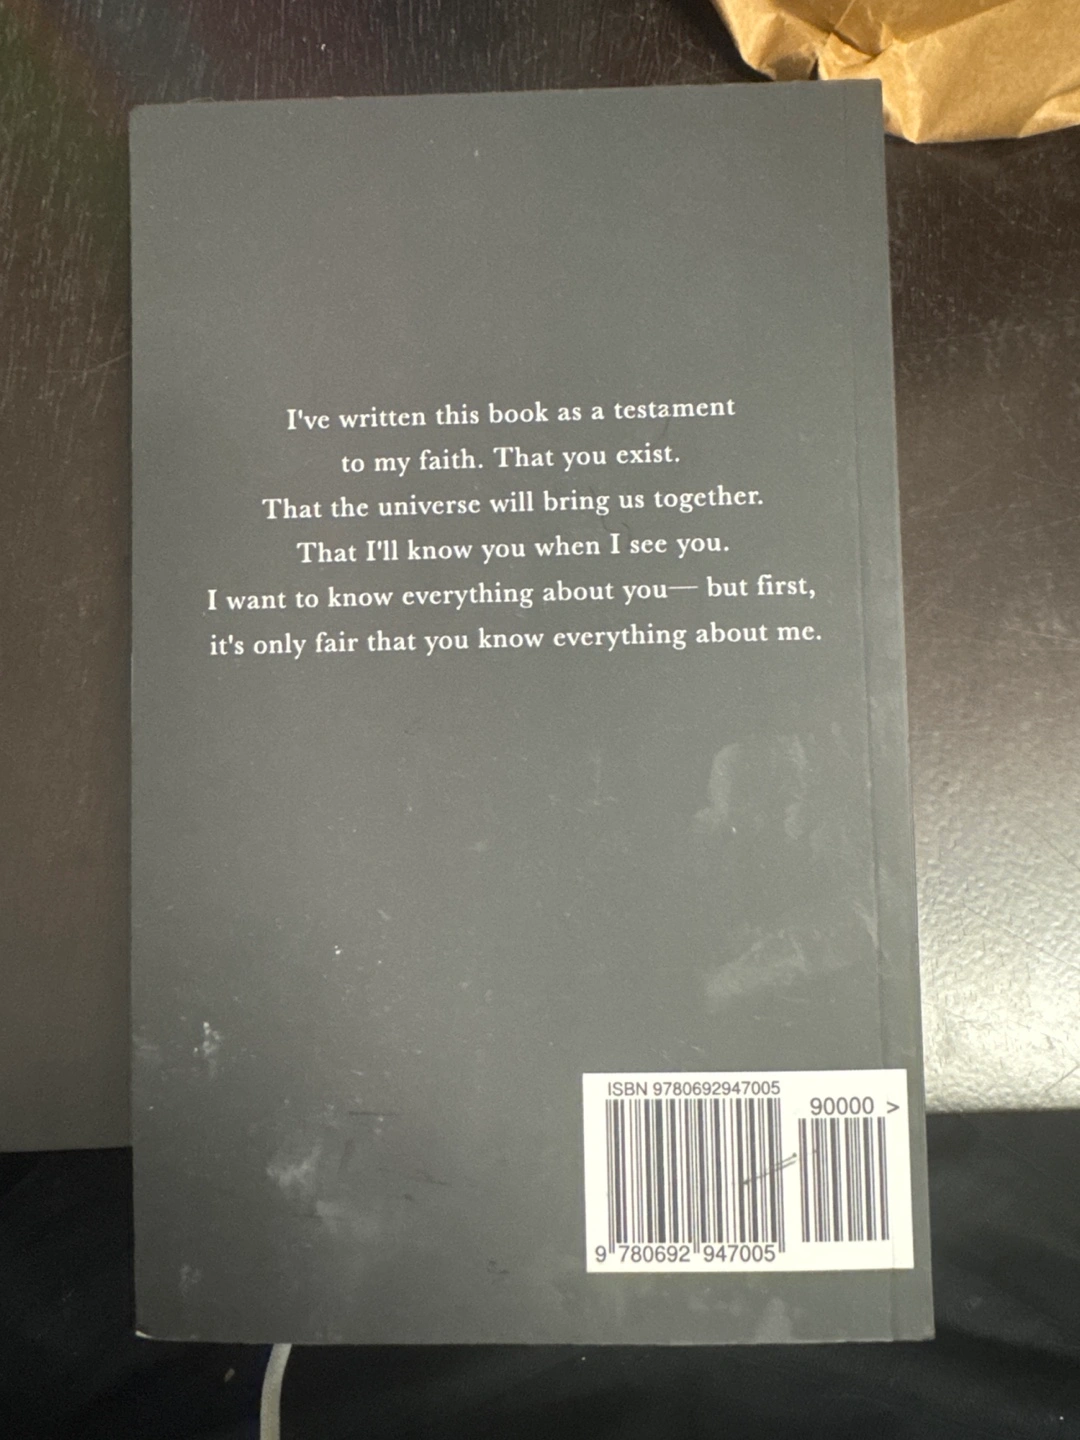 I've written this book as a testament
to my faith. That you exist.
That the universe will bring us together.
That I'll know you when I see you.
I want to know everything about you— but first,
it's only fair that you know everything about me.
ISBN 9780692947005
90000 >
9 780692 947005